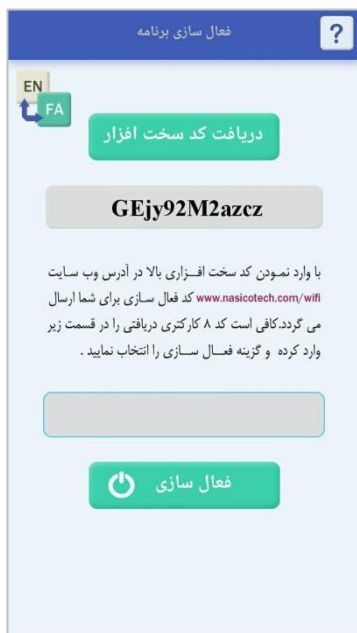 فعال سازی برنامه
?
EN
FA
دریافت کد سخت افزار
GEjy92M2azcz
با وارد نمودن کد سخت افزاری بالا در آدرس وب سایت
www.nasicotech.com/wifi کد فعال سازی برای شما ارسال
می گردد.کافی است کد ۸ کارکتری دریافتی را در قسمت زیر
وارد کرده و گزینه فعال سازی را انتخاب نمایید .
فعال سازی